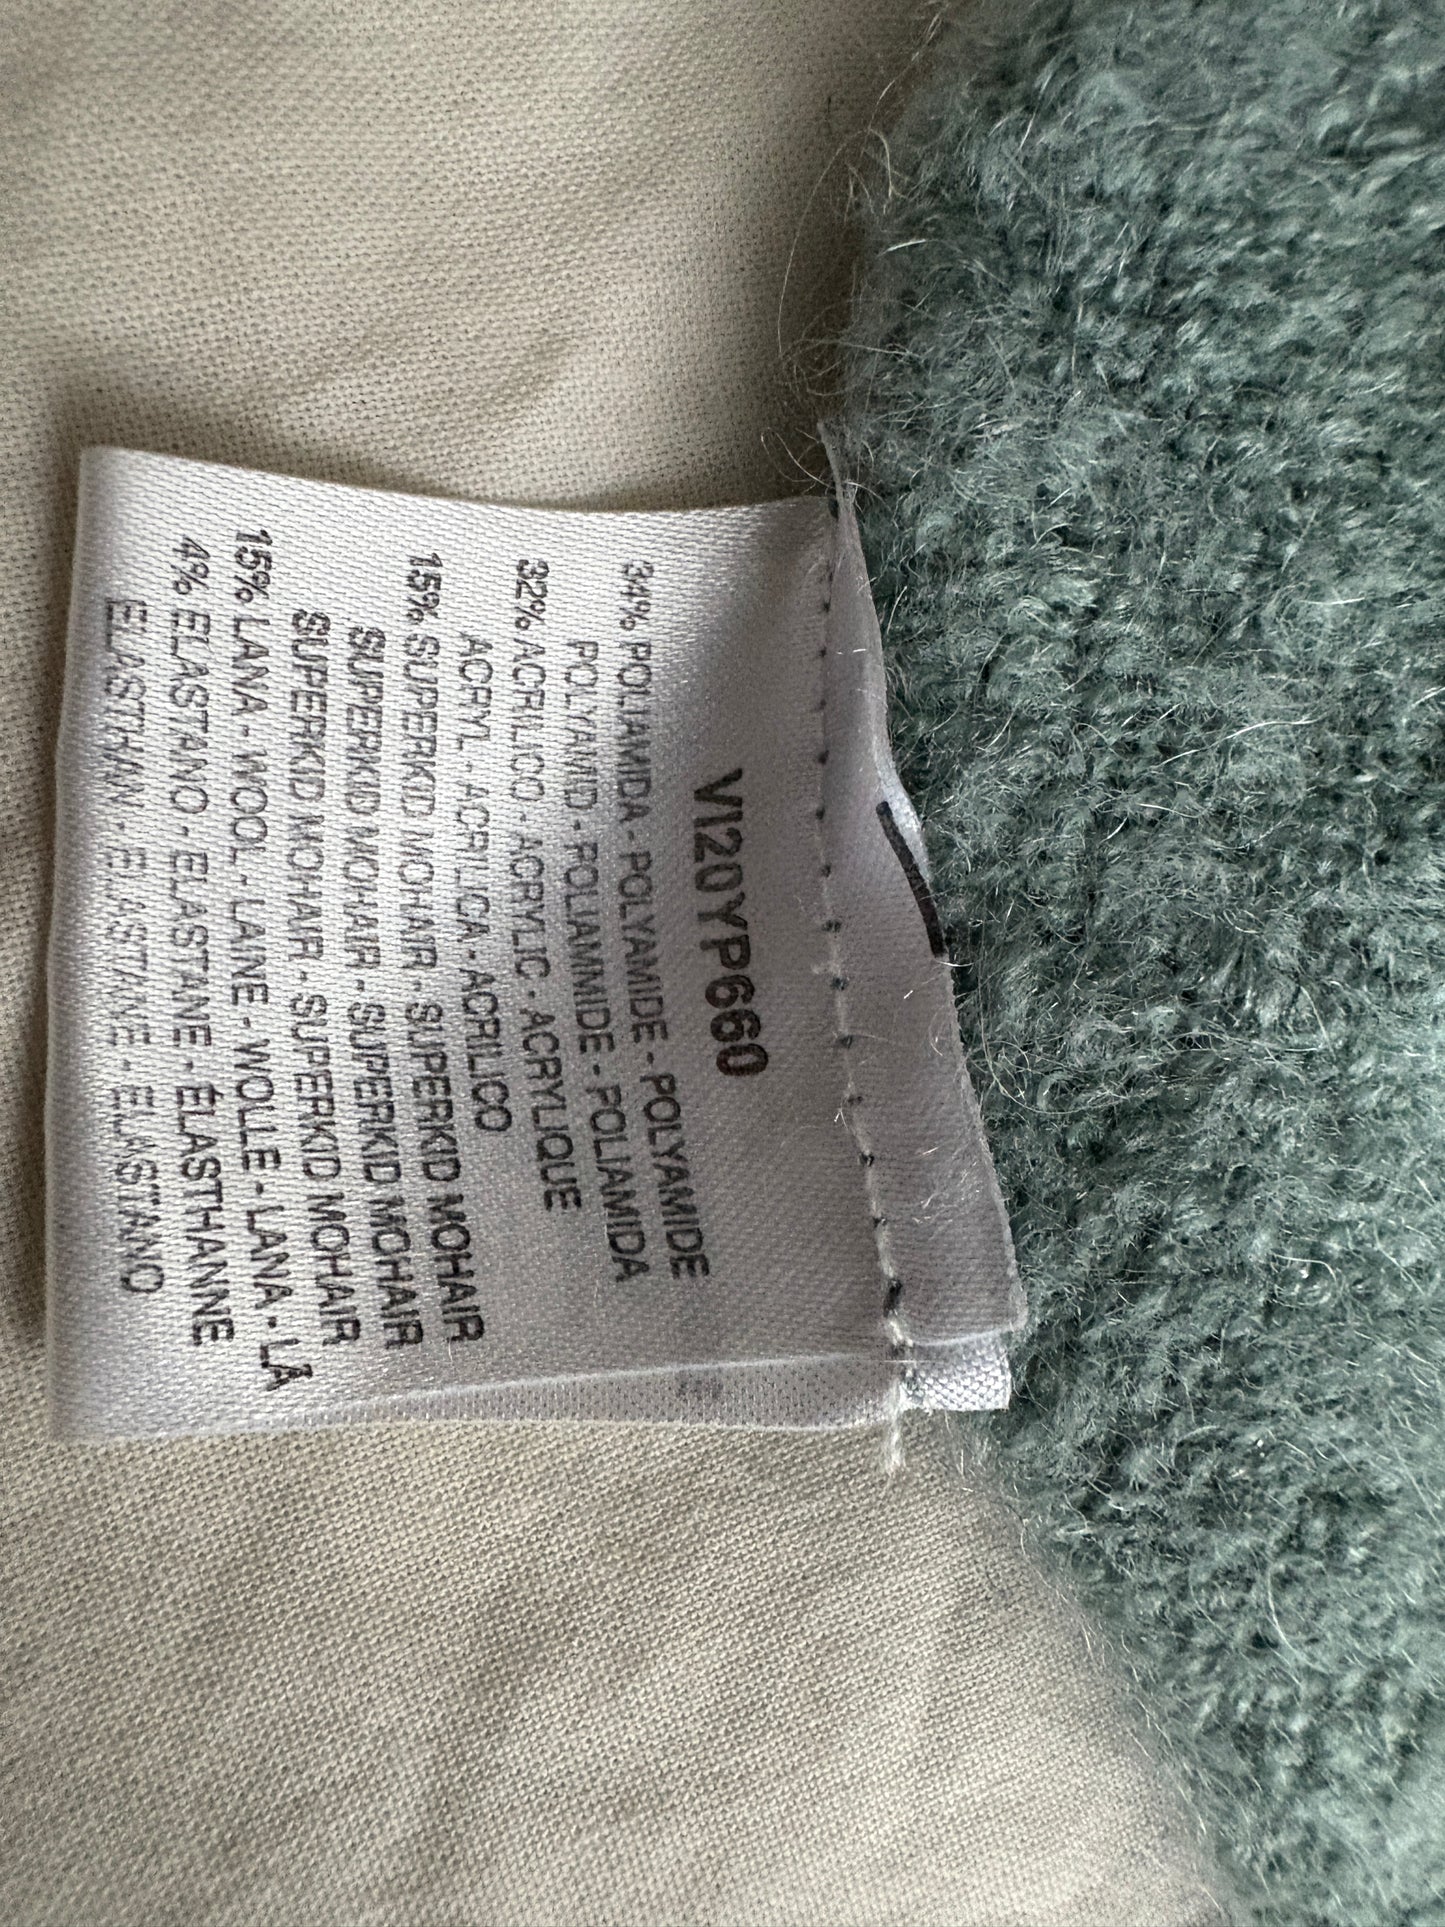 VI20YP660
34% POLIAMIDA - POLYAMIDE - POLYAMIDE
POLYAMID - POLIAMNIDE - POLIAMIDA
32% ACRILICO - ACRYLIC - ACRYLIQUE
ACRYL - ACRILICA - ACRILICO
15% SUPERKID MOHAIR - SUPERKID MOHAIR
SUPERKID MOHAIR - SUPERKID MOHAIR
SUPERKID MOHAIR - SUPERKID MOHAIR
15% LANA - WOOL - LAINE - WOLLE - LANA - LÃ
4% ELASTANO - ELASTANE - ÉLASTHANNE
ELASTHAN - ELASTANE - ELASTANO